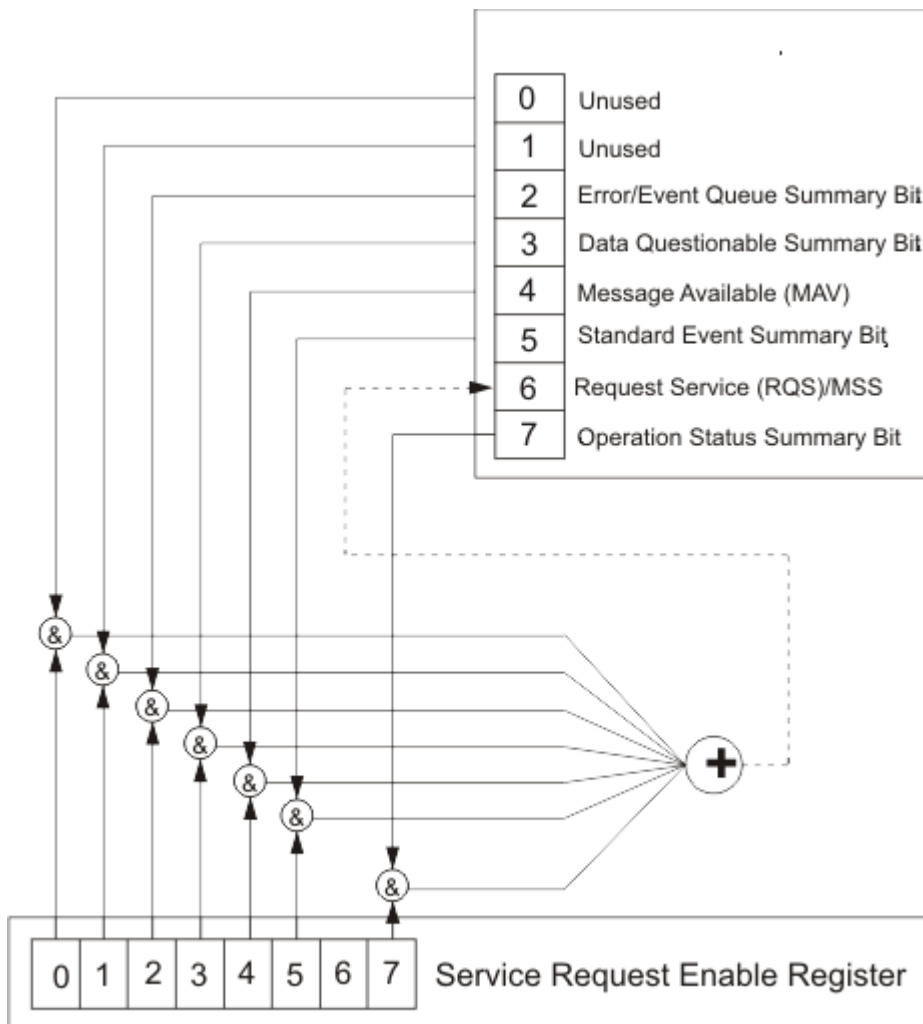 0 Unused
1 Unused
2 Error/Event Queue Summary Bit
3 Data Questionable Summary Bit
4 Message Available (MAV)
5 Standard Event Summary Bit
6 Request Service (RQS)/MSS
7 Operation Status Summary Bit
&
&
&
&
&
&
&
+
0 1 2 3 4 5 6 7 Service Request Enable Register